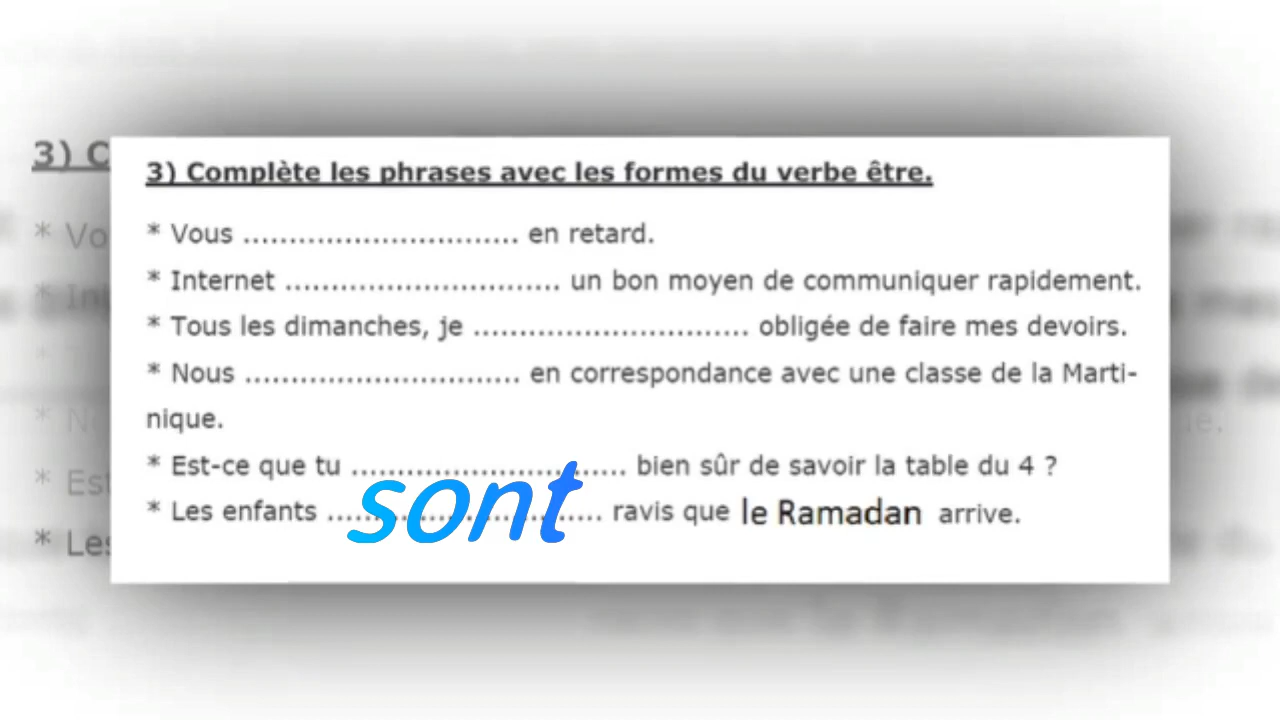 3) Complète les phrases avec les formes du verbe être.
* Vous .............................. en retard.
* Internet .............................. un bon moyen de communiquer rapidement.
* Tous les dimanches, je .............................. obligée de faire mes devoirs.
* Nous .............................. en correspondance avec une classe de la Marti-
nique.
* Est-ce que tu .............................. bien sûr de savoir la table du 4 ?
* Les enfants .... sont .... ravis que le Ramadan arrive.